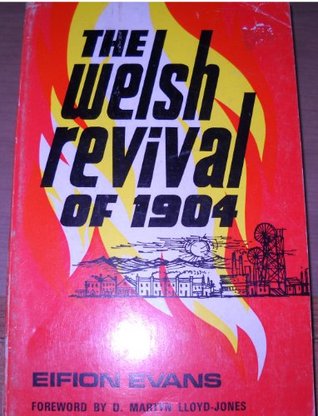 THE
welsh
revival
OF 1904
EIFION EVANS
FOREWORD BY D. MARTYN LLOYD-JONES